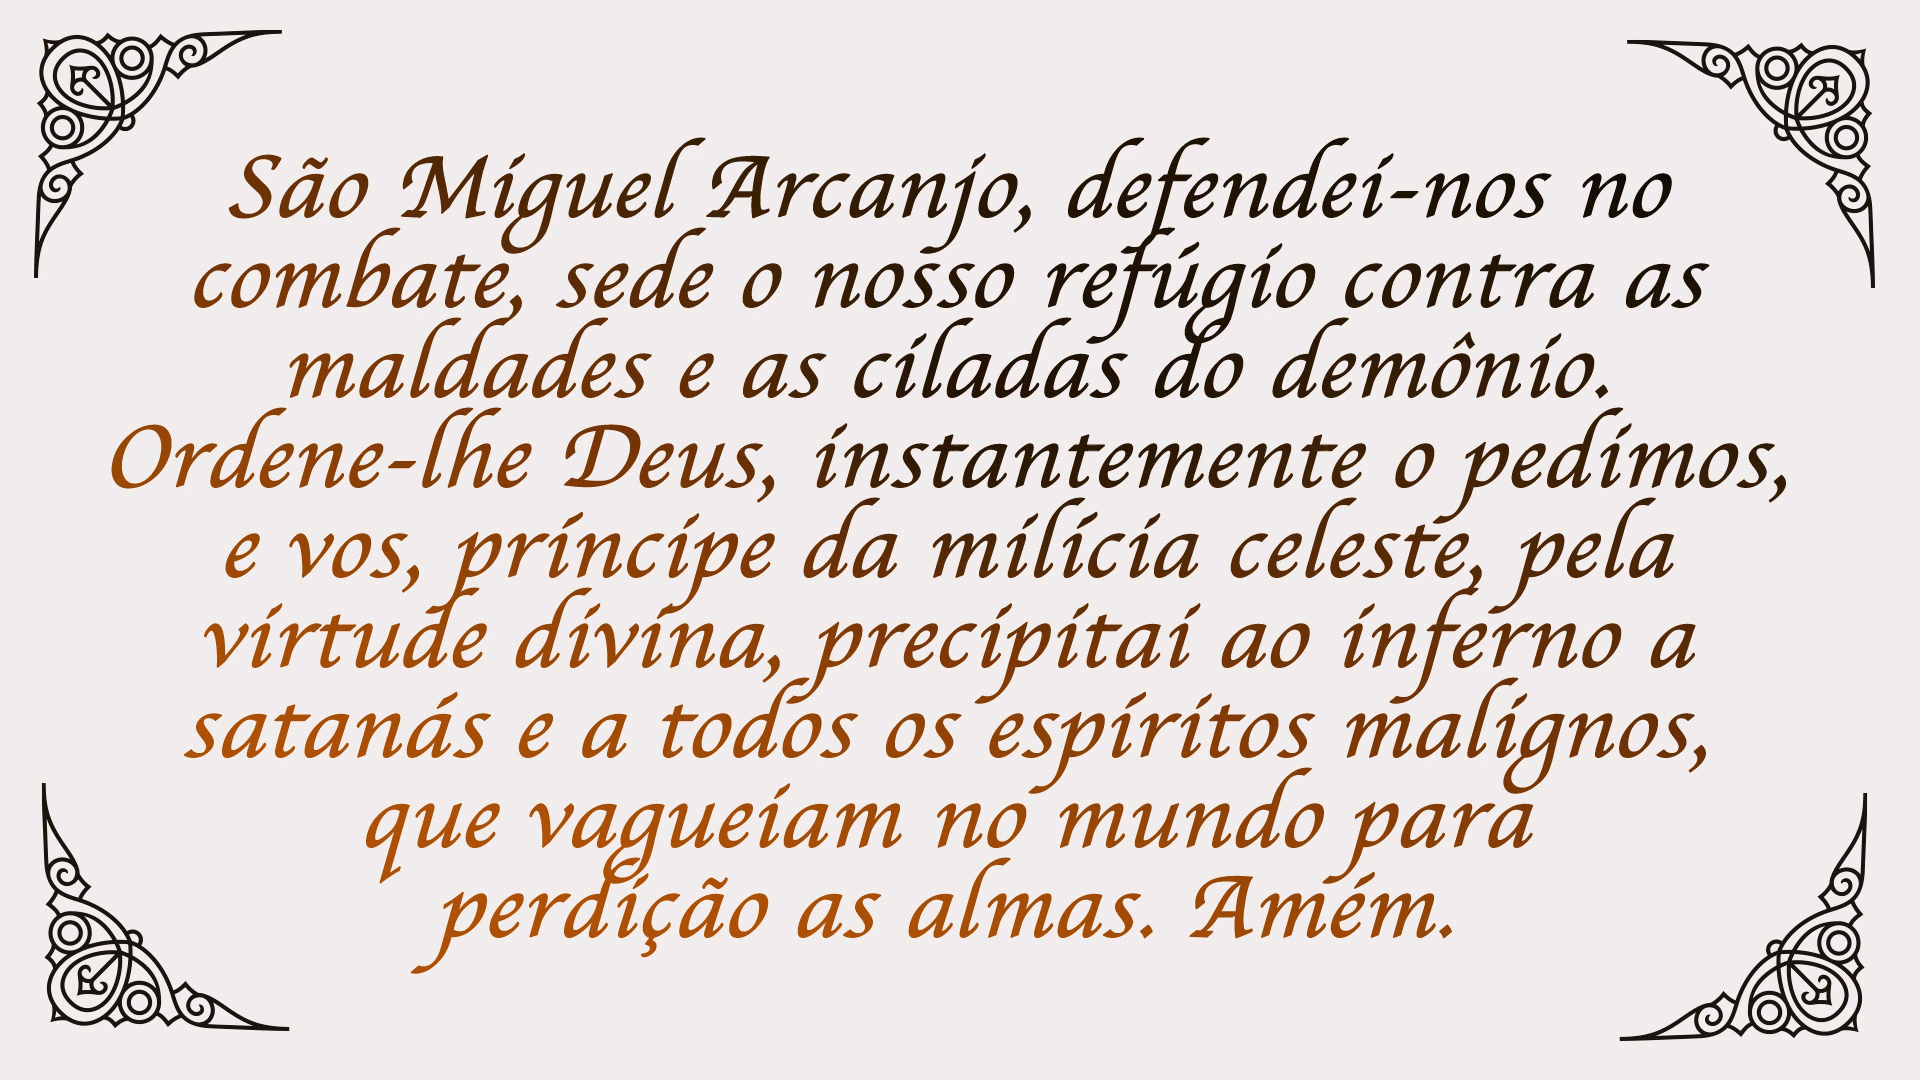 São Miguel Arcanjo, defendei-nos no
combate, sede o nosso refúgio contra as
maldades e as ciladas do demônio.
Ordene-lhe Deus, instantemente o pedimos,
e vos, príncipe da milícia celeste, pela
virtude divina, precipitai ao inferno a
satanás e a todos os espíritos malignos,
que vagueiam no mundo para
perdição as almas. Amém.